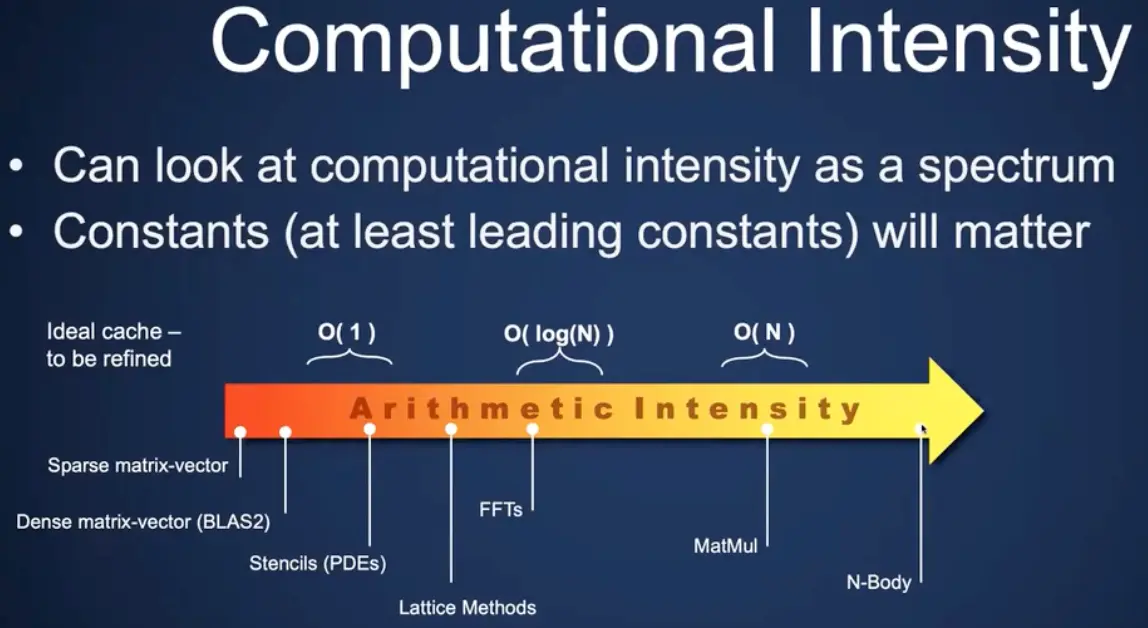 Computational Intensity
• Can look at computational intensity as a spectrum
• Constants (at least leading constants) will matter
Ideal cache –
to be refined
O( 1 )
O( log(N) )
O( N )
Arithmetic Intensity
Sparse matrix-vector
Dense matrix-vector (BLAS2)
Stencils (PDEs)
Lattice Methods
FFTs
MatMul
N-Body